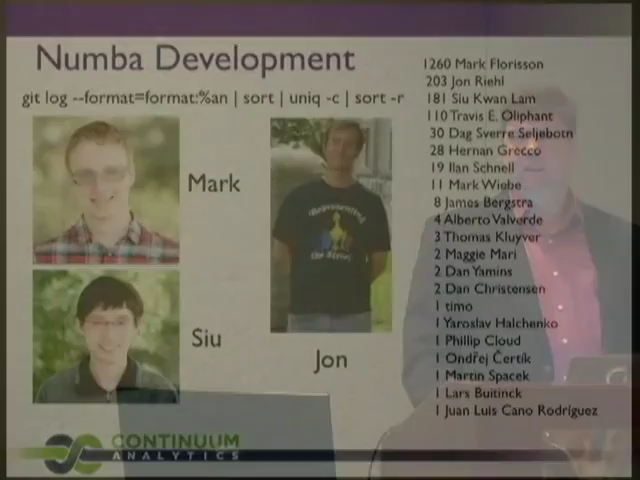 Numba Development
git log --format=format:%an | sort | uniq -c | sort -r
Mark
Siu
Jon
1260 Mark Florisson
203 Jon Riehl
181 Siu Kwan Lam
110 Travis E. Oliphant
30 Dag Sverre Seljebotn
28 Hernan Grecco
19 Ilan Schnell
11 Mark Wiebe
8 James Bergstra
4 Alberto Valverde
3 Thomas Kluyver
2 Maggie Mari
2 Dan Yamins
2 Dan Christensen
1 timo
1 Yaroslav Halchenko
1 Phillip Cloud
1 Ondřej Čertík
1 Martin Spacek
1 Lars Buitinck
1 Juan Luis Cano Rodríguez
CONTINUUM
ANALYTICS